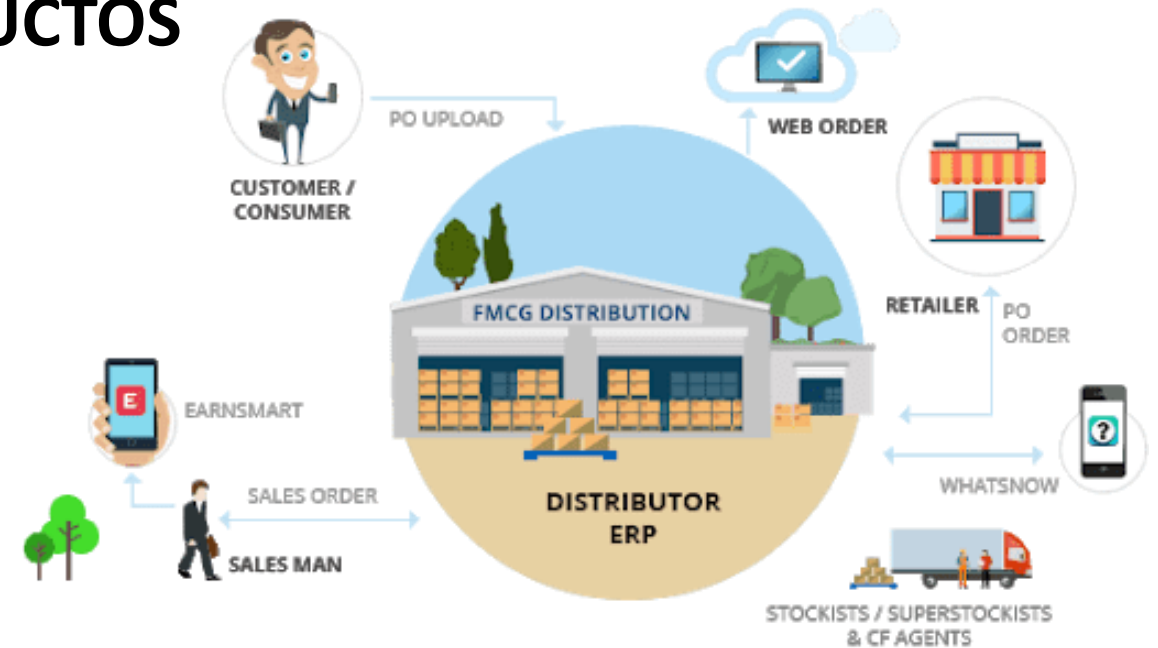 UCTOS
PO UPLOAD
WEB ORDER
CUSTOMER /
CONSUMER
RETAILER
PO
ORDER
FMCG DISTRIBUTION
E
EARNSMART
?
WHATSNOW
SALES ORDER
SALES MAN
DISTRIBUTOR
ERP
STOCKISTS / SUPERSTOCKISTS
& CF AGENTS